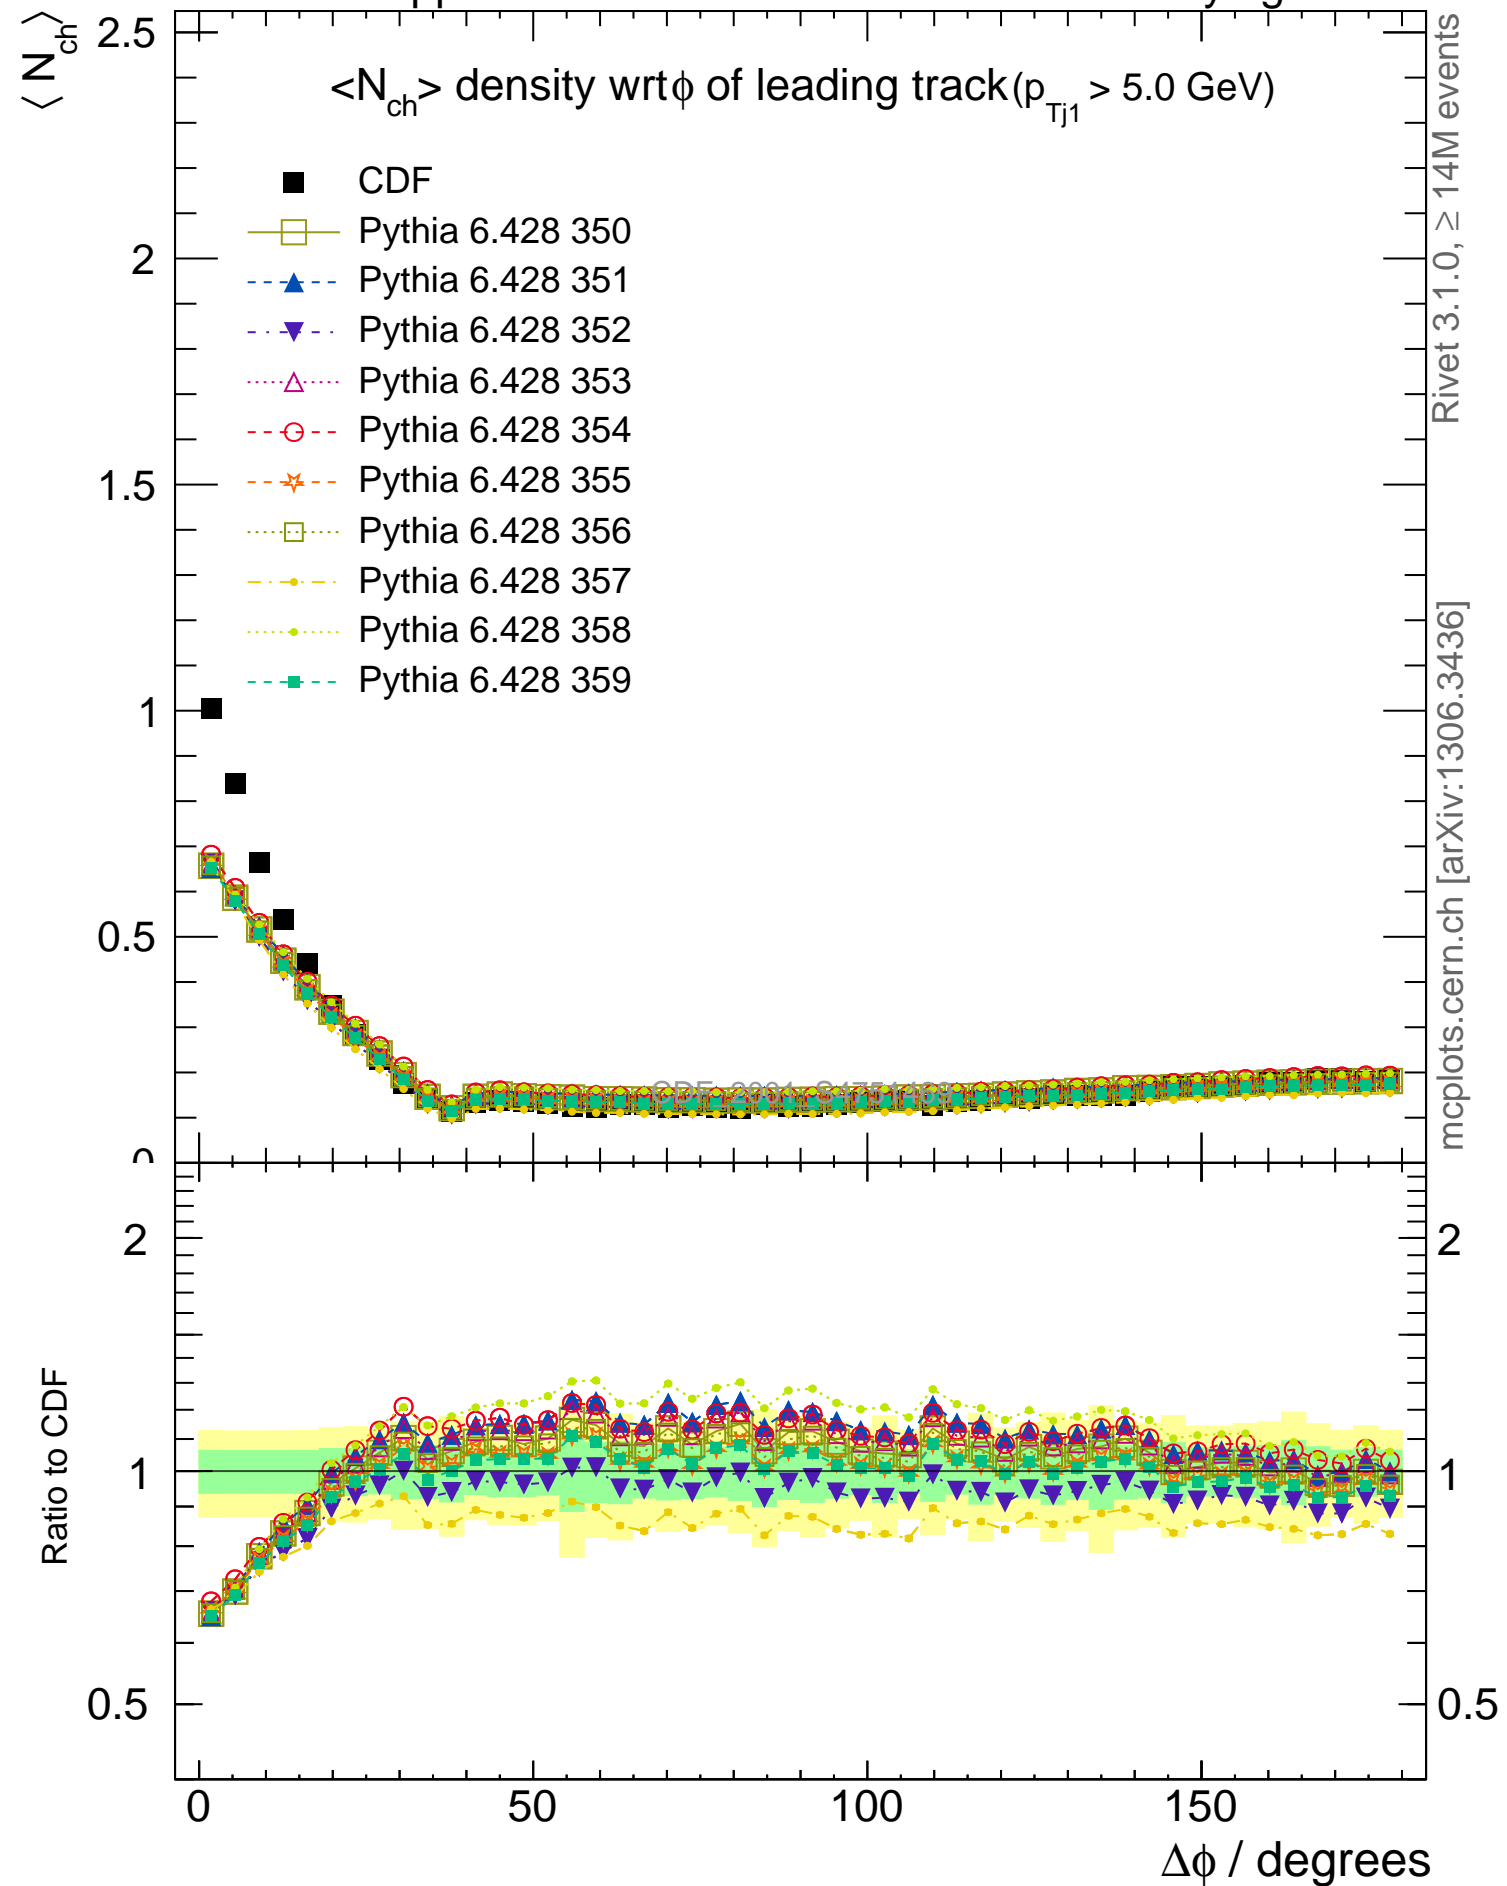 ⟨ N_ch ⟩
<N_ch> density wrt ϕ of leading track (p_Tj1 > 5.0 GeV)
CDF
Pythia 6.428 350
Pythia 6.428 351
Pythia 6.428 352
Pythia 6.428 353
Pythia 6.428 354
Pythia 6.428 355
Pythia 6.428 356
Pythia 6.428 357
Pythia 6.428 358
Pythia 6.428 359
2.5
2
1.5
1
0.5
0
Rivet 3.1.0, ≥ 14M events
mcplots.cern.ch [arXiv:1306.3436]
Ratio to CDF
2
1
0.5
2
1
0.5
0 50 100 150
Δϕ / degrees